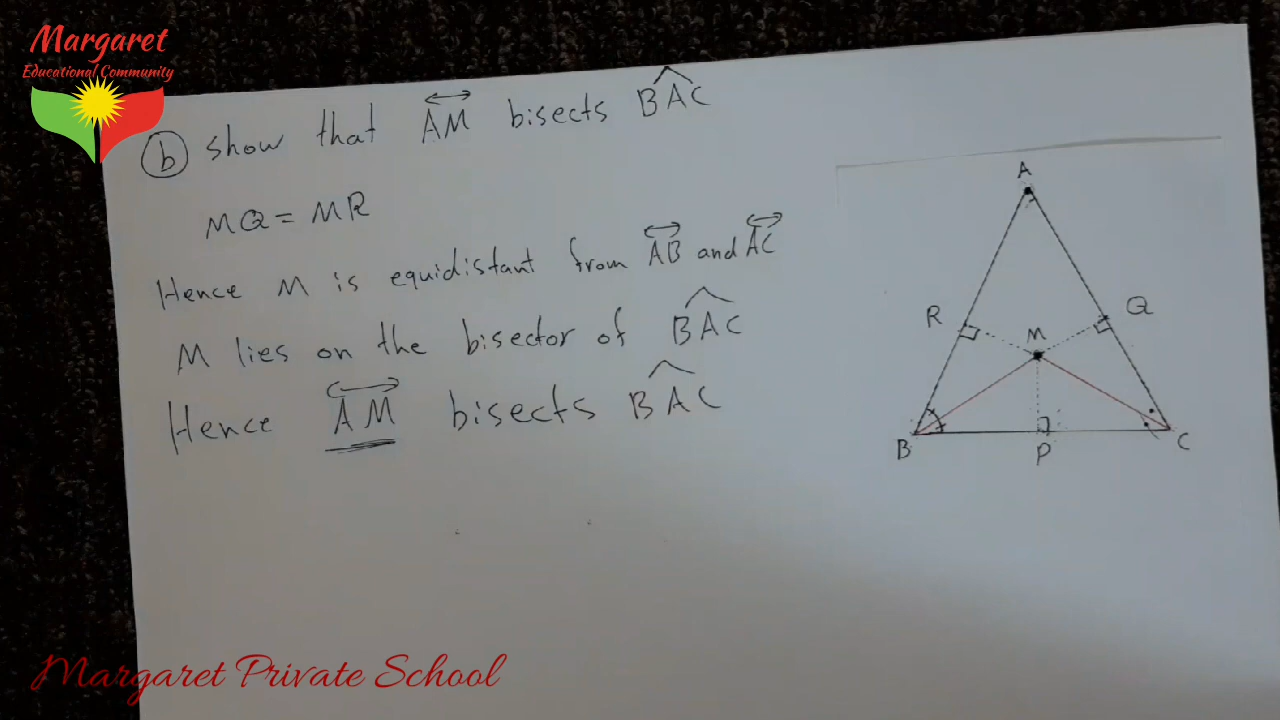 Margaret
Educational Community
b show that AM bisects BAC
MQ = MR
Hence M is equidistant from AB and AC
M lies on the bisector of BAC
Hence AM bisects BAC
A
R
Q
M
B
P
C
Margaret Private School